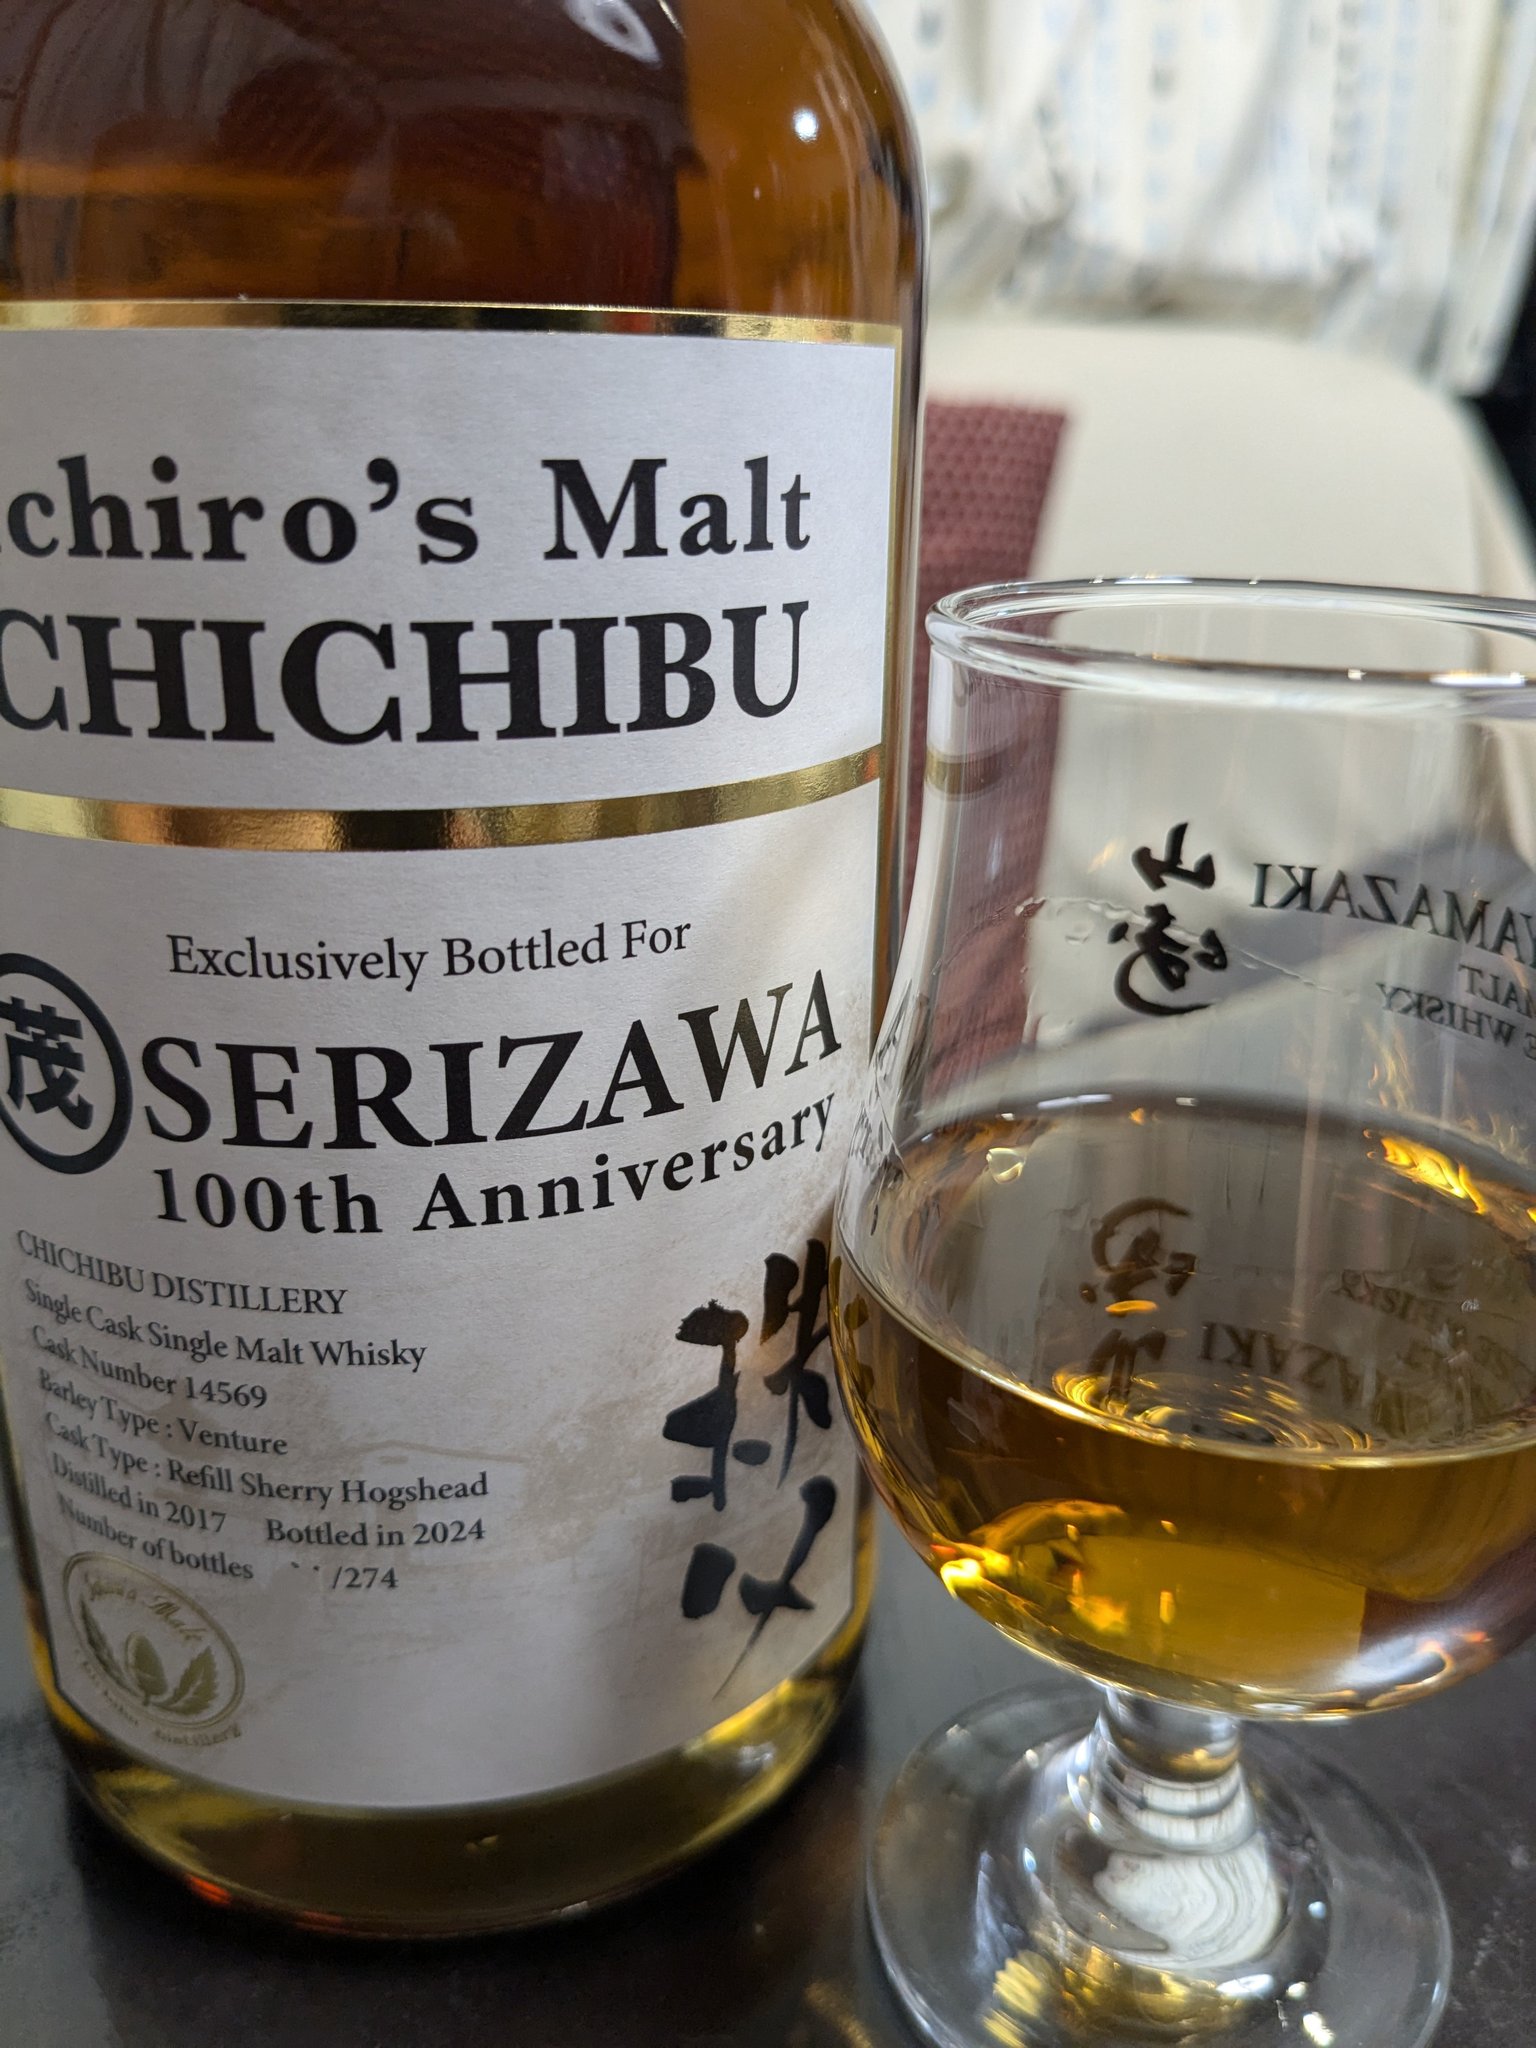 ichiro's Malt
CHICHIBU
Exclusively Bottled For
茂 SERIZAWA
100th Anniversary
CHICHIBU DISTILLERY
Single Cask Single Malt Whisky
Cask Number 14569
Barley Type : Venture
Cask Type : Refill Sherry Hogshead
Distilled in 2017 Bottled in 2024
Number of bottles /274
秩父
山崎
YAMAZAKI
MALT
WHISKY